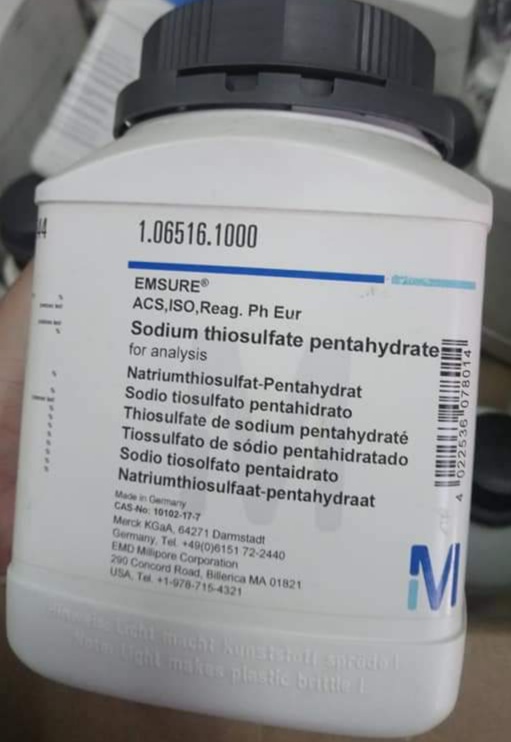 44
1.06516.1000
EMSURE®
ACS,ISO,Reag. Ph Eur
Sodium thiosulfate pentahydrate
for analysis
Natriumthiosulfat-Pentahydrat
Sodio tiosulfato pentahidrato
Thiosulfate de sodium pentahydraté
Tiossulfato de sódio pentahidratado
Sodio tiosolfato pentaidrato
Natriumthiosulfaat-pentahydraat
Made in Germany
CAS-No: 10102-17-7
Merck KGaA, 64271 Darmstadt
Germany, Tel. +49(0)6151 72-2440
EMD Millipore Corporation
290 Concord Road, Billerica MA 01821
USA, Tel. +1-978-715-4321
4 022536 078014
M
Light macht Kunststoff spröde!
Light makes plastic brittle!